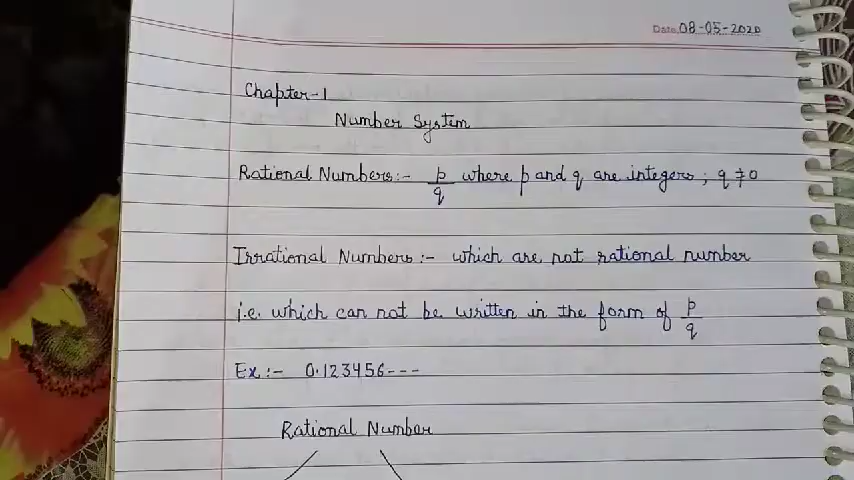 Date 08-05-2020
Chapter-1
Number System
Rational Numbers:- p/q where p and q are integers; q ≠ 0
Irrational Numbers:- which are not rational number
i.e. which can not be written in the form of p/q
Ex:- 0.123456---
Rational Number